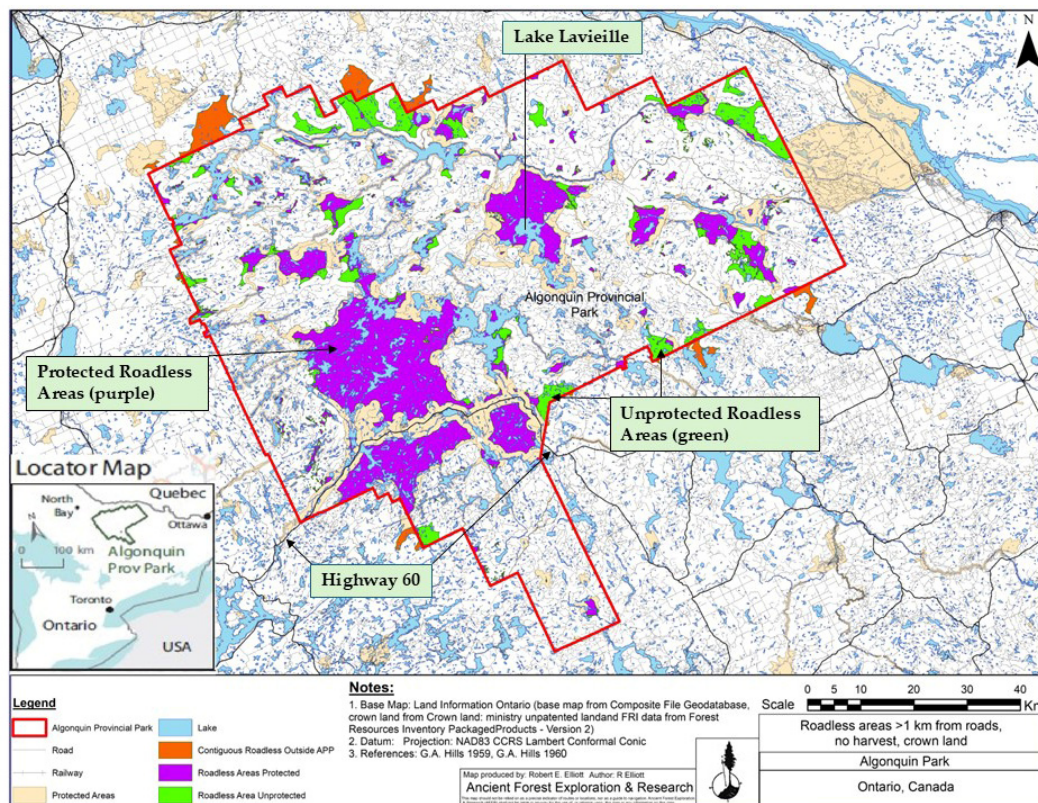 Lake Lavieille
N
Algonquin Provincial
Park
Protected Roadless
Areas (purple)
Unprotected Roadless
Areas (green)
Highway 60
Locator Map
North
Bay
Quebec
Ottawa
N
0 100 km
Algonquin
Prov Park
Toronto
Ontario
USA
Legend
Algonquin Provincial Park
Road
Railway
Protected Areas
Lake
Contiguous Roadless Outside APP
Roadless Areas Protected
Roadless Area Unprotected
Notes:
1. Base Map: Land Information Ontario (base map from Composite File Geodatabase,
crown land from Crown land: ministry unpatented landand FRI data from Forest
Resources Inventory PackagedProducts - Version 2)
2. Datum: Projection: NAD83 CCRS Lambert Conformal Conic
3. References: G.A. Hills 1959, G.A. Hills 1960
Map produced by: Robert E. Elliott Author: R Elliott
Ancient Forest Exploration & Research
Scale
0 5 10 20 30 40
Km
Roadless areas >1 km from roads,
no harvest, crown land
Algonquin Park
Ontario, Canada